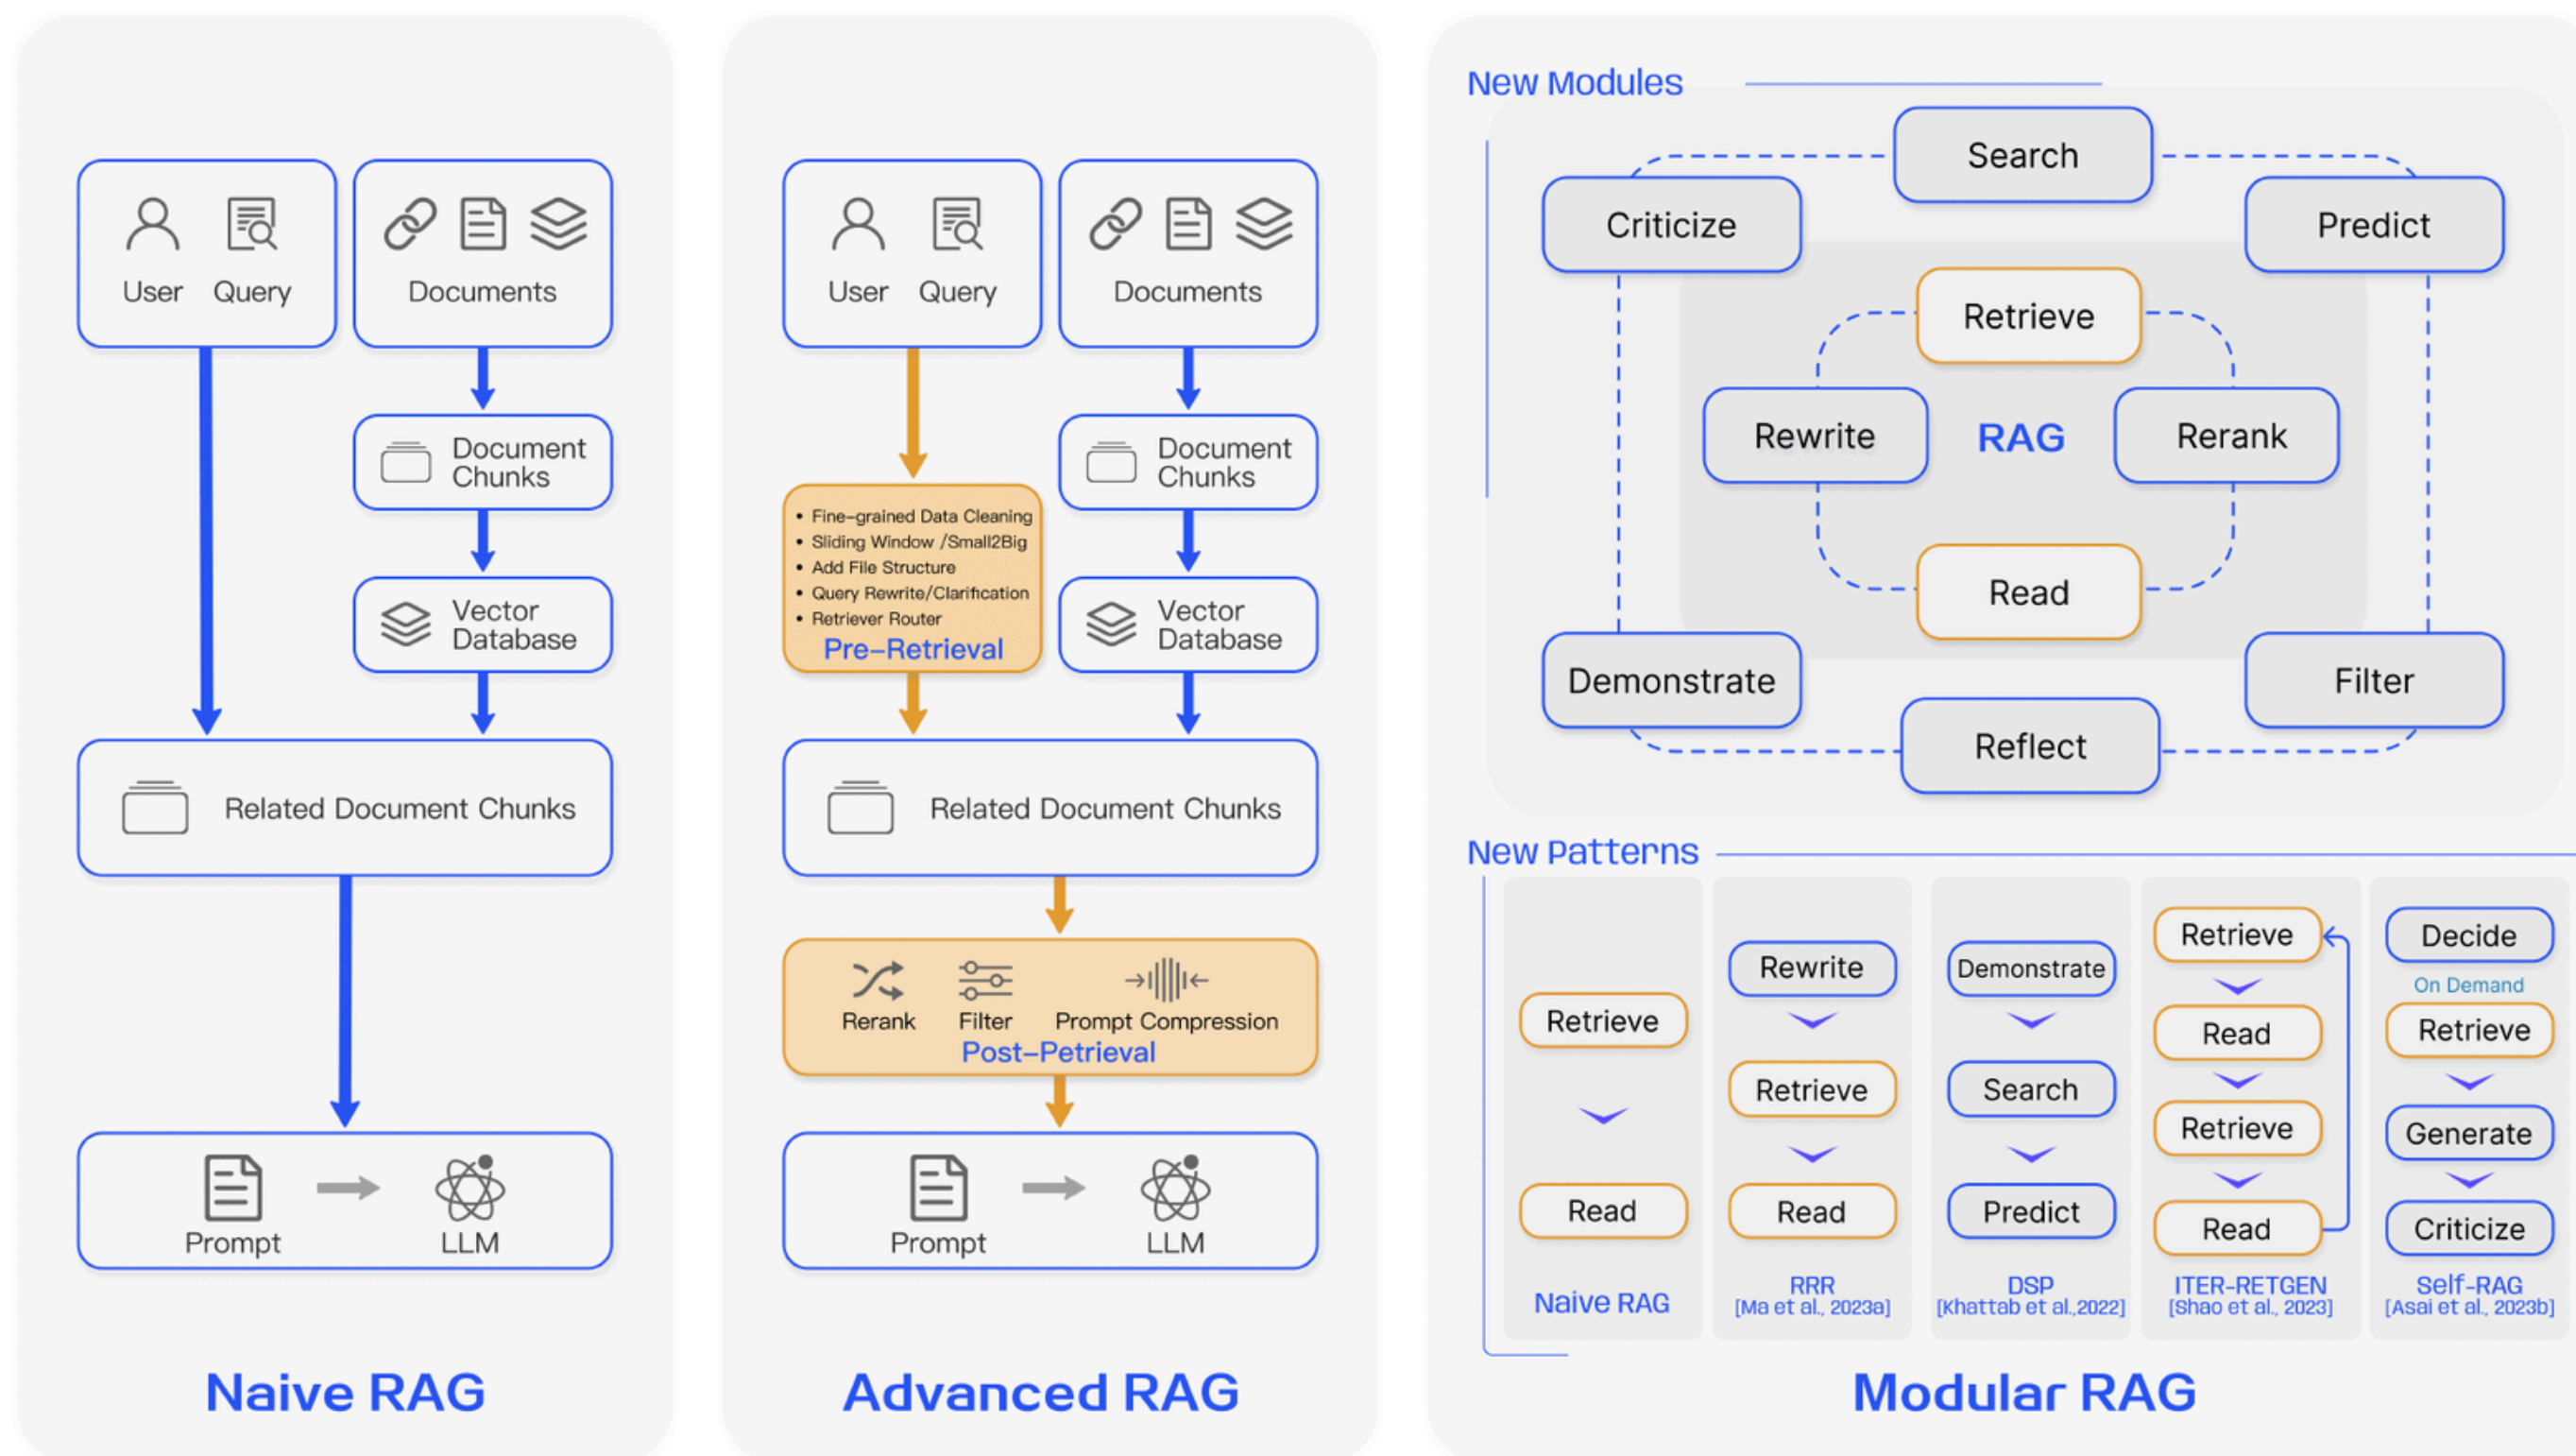 User Query
Documents
Document
Chunks
Vector
Database
Related Document Chunks
Prompt
LLM
Naive RAG
User Query
Documents
Document
Chunks
• Fine-grained Data Cleaning
• Sliding Window /Small2Big
• Add File Structure
• Query Rewrite/Clarification
• Retriever Router
Pre-Retrieval
Vector
Database
Related Document Chunks
Rerank
Filter
Prompt Compression
Post-Petrieval
Prompt
LLM
Advanced RAG
New Modules
Search
Criticize
Predict
Retrieve
Rewrite
RAG
Rerank
Read
Demonstrate
Filter
Reflect
New Patterns
Retrieve
Read
Naive RAG
Rewrite
Retrieve
Read
RRR
[Ma et al., 2023a]
Demonstrate
Search
Predict
DSP
[Khattab et al.,2022]
Retrieve
Read
Retrieve
Read
ITER-RETGEN
[Shao et al., 2023]
Decide
On Demand
Retrieve
Generate
Criticize
Self-RAG
[Asai et al., 2023b]
Modular RAG